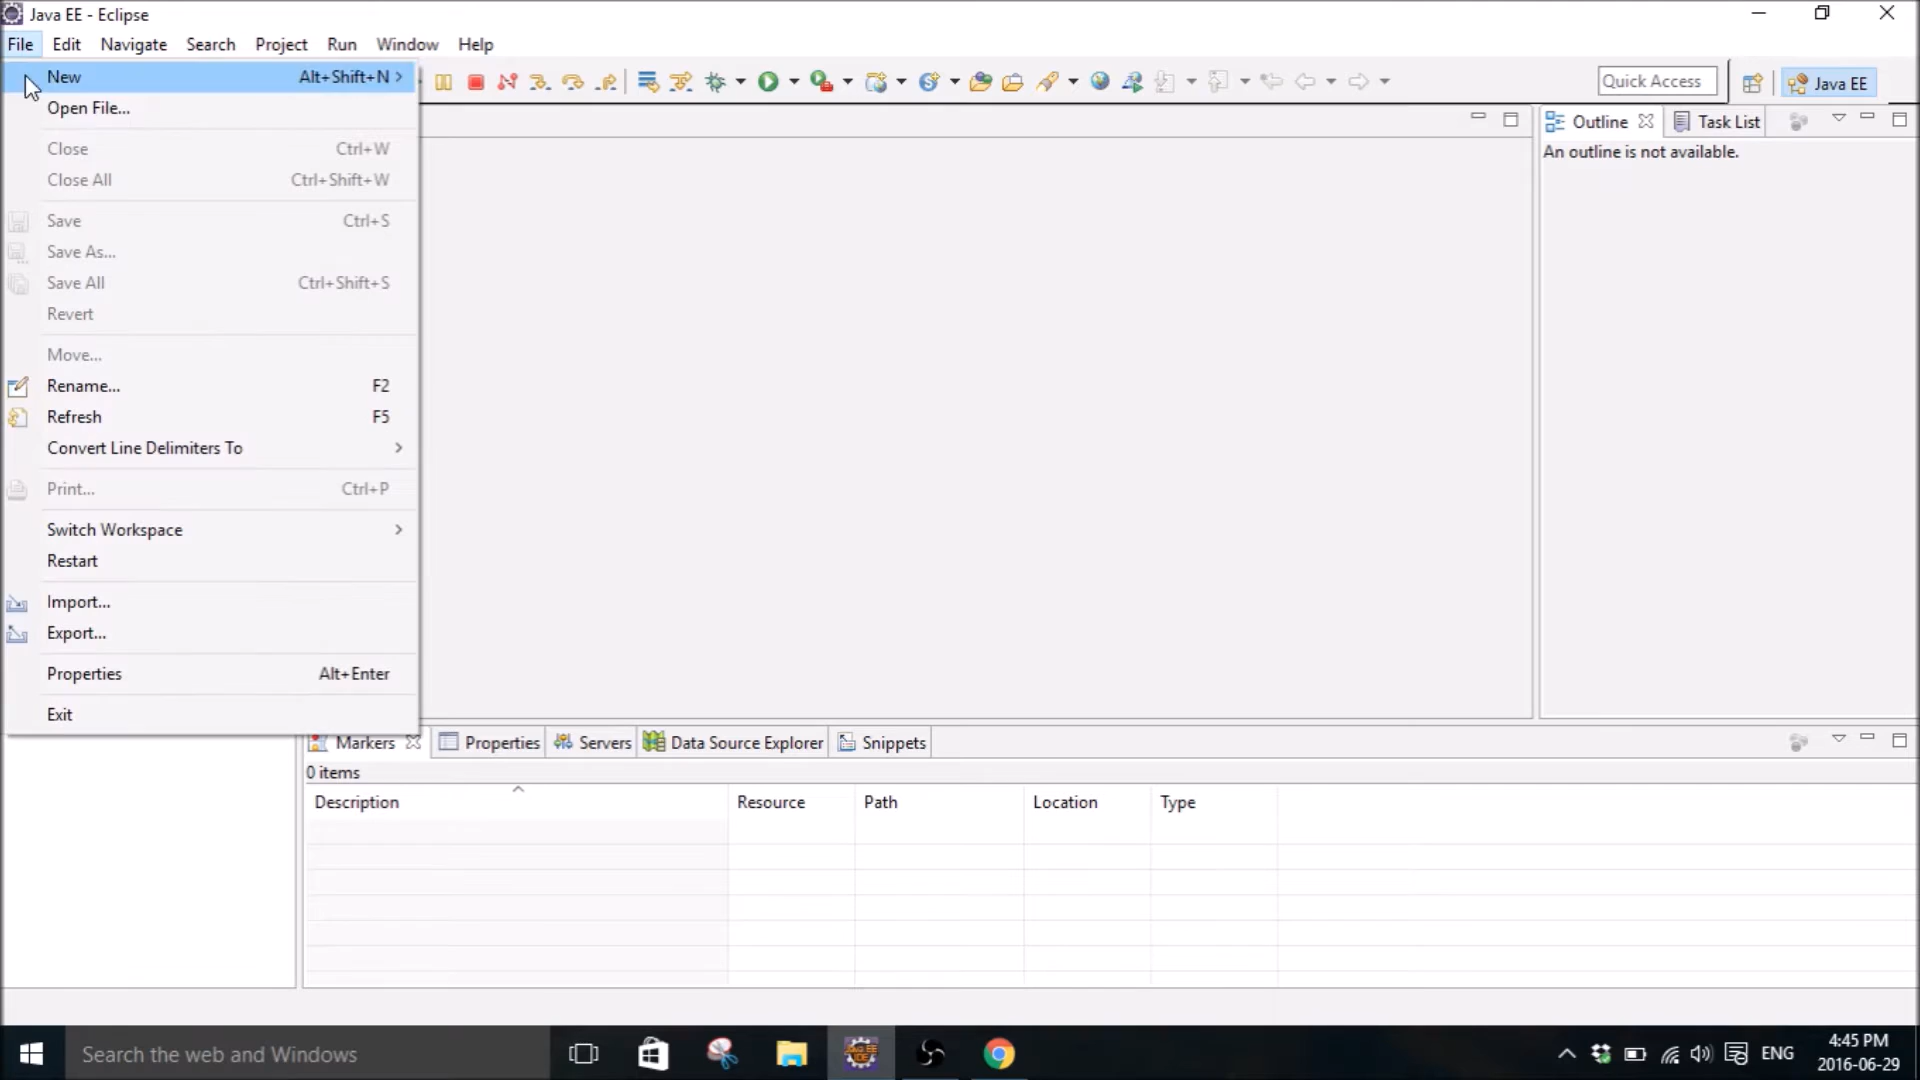 Java EE - Eclipse
File Edit Navigate Search Project Run Window Help
New Alt+Shift+N
Open File...
Close Ctrl+W
Close All Ctrl+Shift+W
Save Ctrl+S
Save As...
Save All Ctrl+Shift+S
Revert
Move...
Rename... F2
Refresh F5
Convert Line Delimiters To
Print... Ctrl+P
Switch Workspace
Restart
Import...
Export...
Properties Alt+Enter
Exit
Quick Access
Java EE
Outline Task List
An outline is not available.
Markers Properties Servers Data Source Explorer Snippets
0 items
Description Resource Path Location Type
Search the web and Windows
JAVA EE
IDE
ENG
4:45 PM
2016-06-29